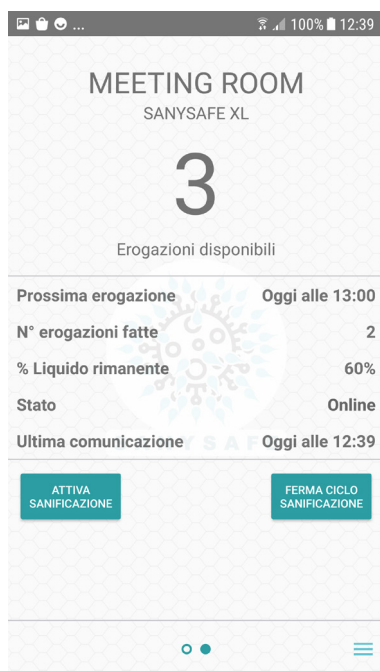 ... 100% 12:39
MEETING ROOM
SANYSAFE XL
3
Erogazioni disponibili
Prossima erogazione Oggi alle 13:00
N° erogazioni fatte 2
% Liquido rimanente 60%
Stato Online
Ultima comunicazione Oggi alle 12:39
SANYSAFE
ATTIVA
SANIFICAZIONE
FERMA CICLO
SANIFICAZIONE